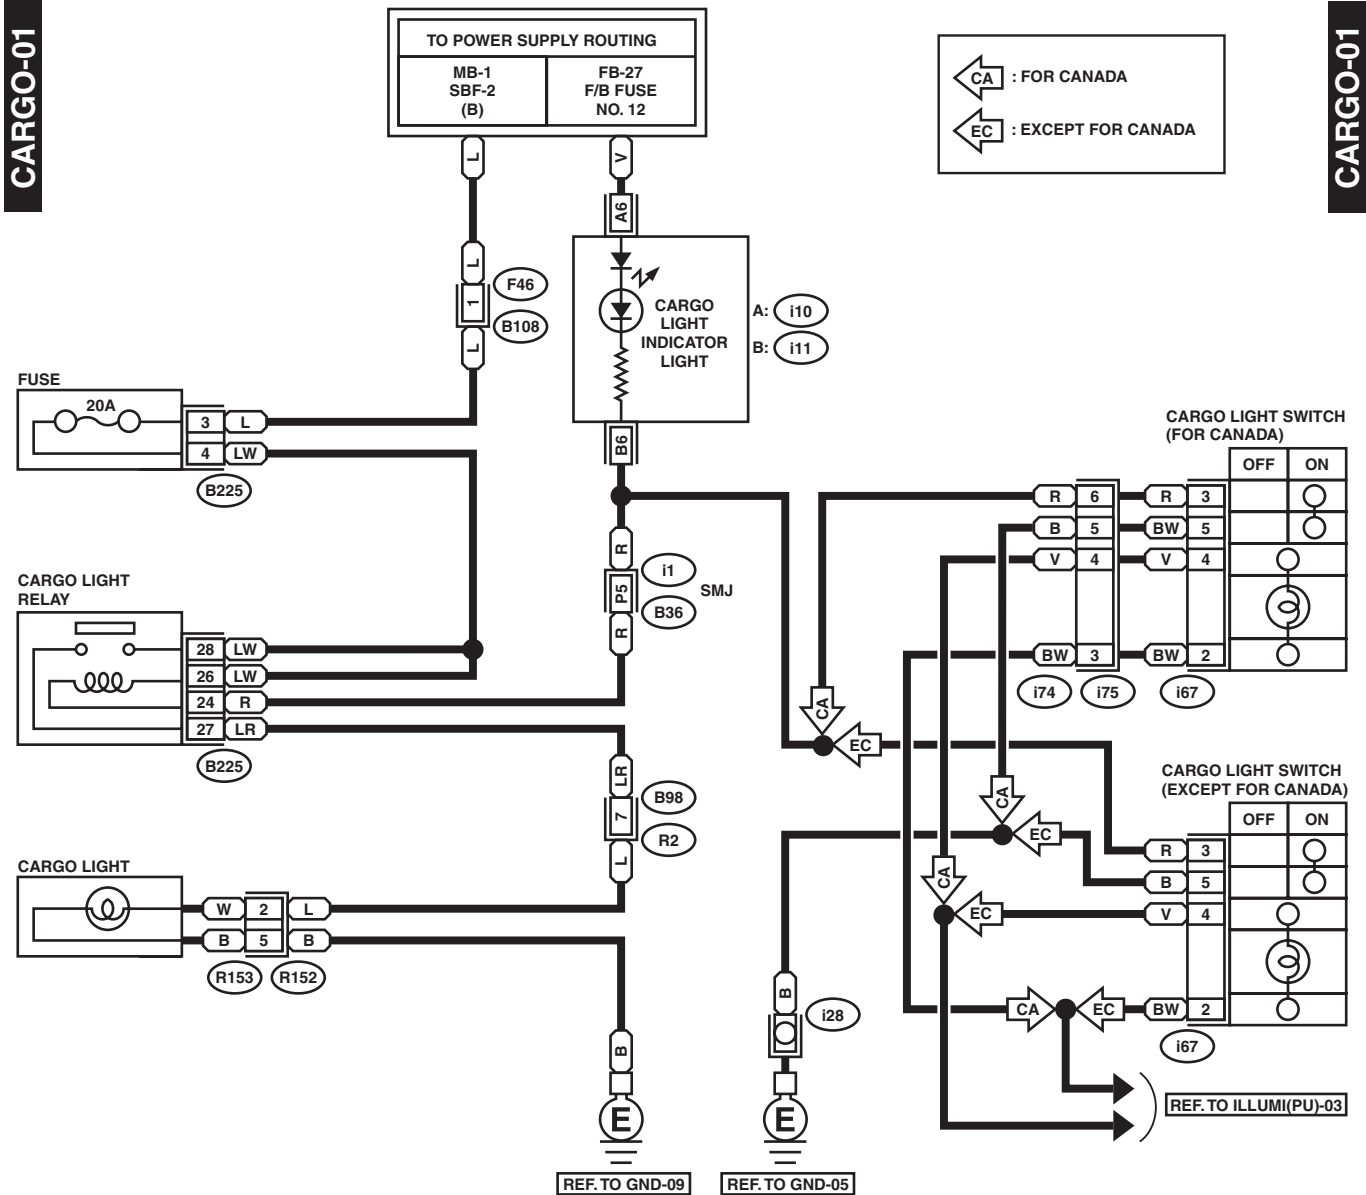 CARGO-01
CARGO-01
TO POWER SUPPLY ROUTING
MB-1
SBF-2
(B)
FB-27
F/B FUSE
NO. 12
CA : FOR CANADA
EC : EXCEPT FOR CANADA
L
V
A6
L
1
L
F46
B108
CARGO
LIGHT
INDICATOR
LIGHT
A: i10
B: i11
B6
FUSE
20A
3 L
4 LW
B225
R
P5
R
i1
B36
SMJ
CARGO LIGHT
RELAY
28 LW
26 LW
24 R
27 LR
B225
LR
7
L
B98
R2
CARGO LIGHT
W 2 L
B 5 B
R153 R152
B
E
REF. TO GND-09
B
i28
E
REF. TO GND-05
CARGO LIGHT SWITCH
(FOR CANADA)
OFF ON
R 6 R 3
B 5 BW 5
V 4 V 4
BW 3 BW 2
i74 i75 i67
CA
EC
CA
EC
CA
EC
CA EC
CARGO LIGHT SWITCH
(EXCEPT FOR CANADA)
OFF ON
R 3
B 5
V 4
BW 2
i67
REF. TO ILLUMI(PU)-03